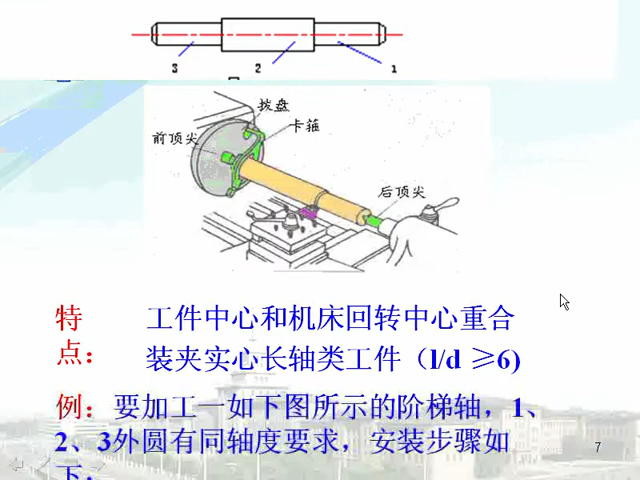 3 2 1
拨盘
卡箍
前顶尖
后顶尖
特 工件中心和机床回转中心重合
点： 装夹实心长轴类工件（l/d ≥6)
例：要加工一如下图所示的阶梯轴，1、
2、3外圆有同轴度要求，安装步骤如
下：
7